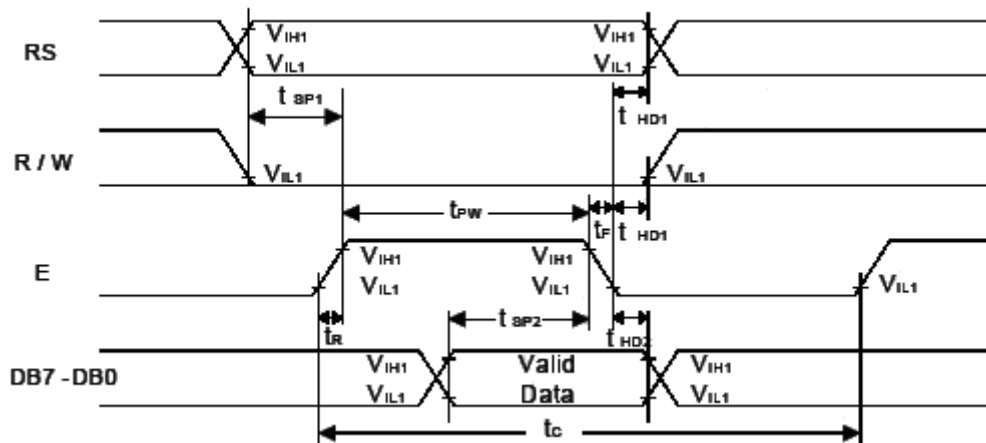 RS
VIH1 VIH1
VIL1 VIL1
t SP1 t HD1
R / W
VIL1 VIL1
tPW tF t HD1
E
VIH1 VIH1
VIL1 VIL1 VIL1
tR t SP2 t HD2
DB7 -DB0
VIH1 Valid VIH1
VIL1 Data VIL1
tC